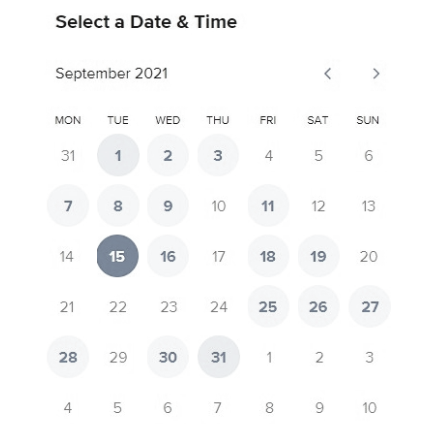 Select a Date & Time
September 2021
MON TUE WED THU FRI SAT SUN
31 1 2 3 4 5 6
7 8 9 10 11 12 13
14 15 16 17 18 19 20
21 22 23 24 25 26 27
28 29 30 31 1 2 3
4 5 6 7 8 9 10